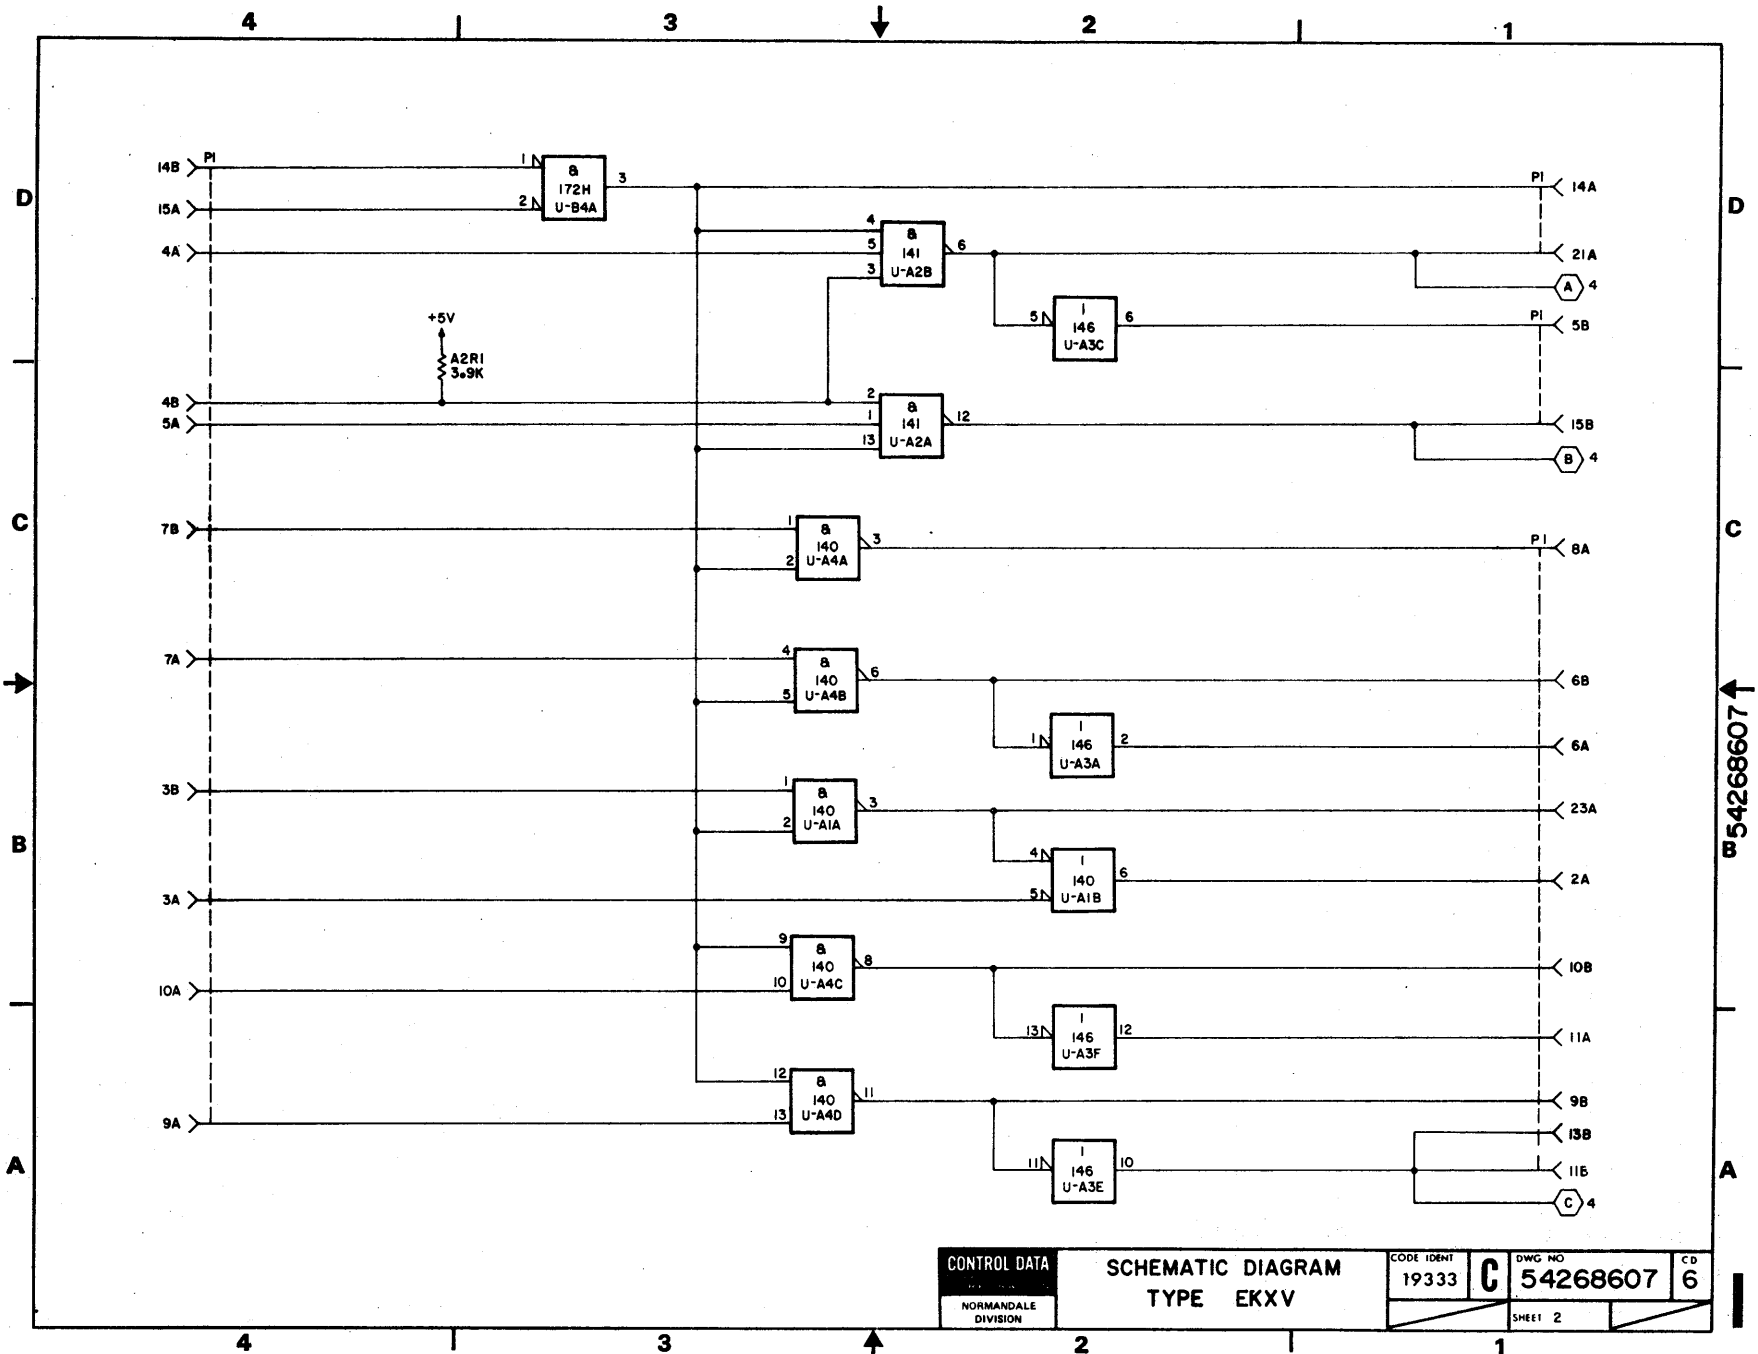 4 3 2 1
14B P1 1 & 172H U-B4A 3 P1 14A
D 15A 2 D
4A 4 5 3 & 141 U-A2B 6 21A
A 4
+5V 5 1 146 U-A3C 6 P1 5B
A2R1
3.9K
4B 2 & 141 U-A2A 12
5A 1 15B
13 B 4
C 7B 1 & 140 U-A4A 3 P1 8A C
2
7A 4 & 140 U-A4B 6 6B
5
1 1 146 U-A3A 2 6A
54268607
3B 1 & 140 U-A1A 3 23A
2
B 4 1 140 U-A1B 6 2A B
3A 5
9 & 140 U-A4C 8 10B
10A 10
13 1 146 U-A3F 12 11A
12 & 140 U-A4D 11 9B
9A 13
13B
A 11 1 146 U-A3E 10 A
C 4
CONTROL DATA
NORMANDALE
DIVISION
SCHEMATIC DIAGRAM
TYPE EKXV
CODE IDENT
19333
C
DWG NO
54268607
CD
6
SHEET 2
4 3 2 1